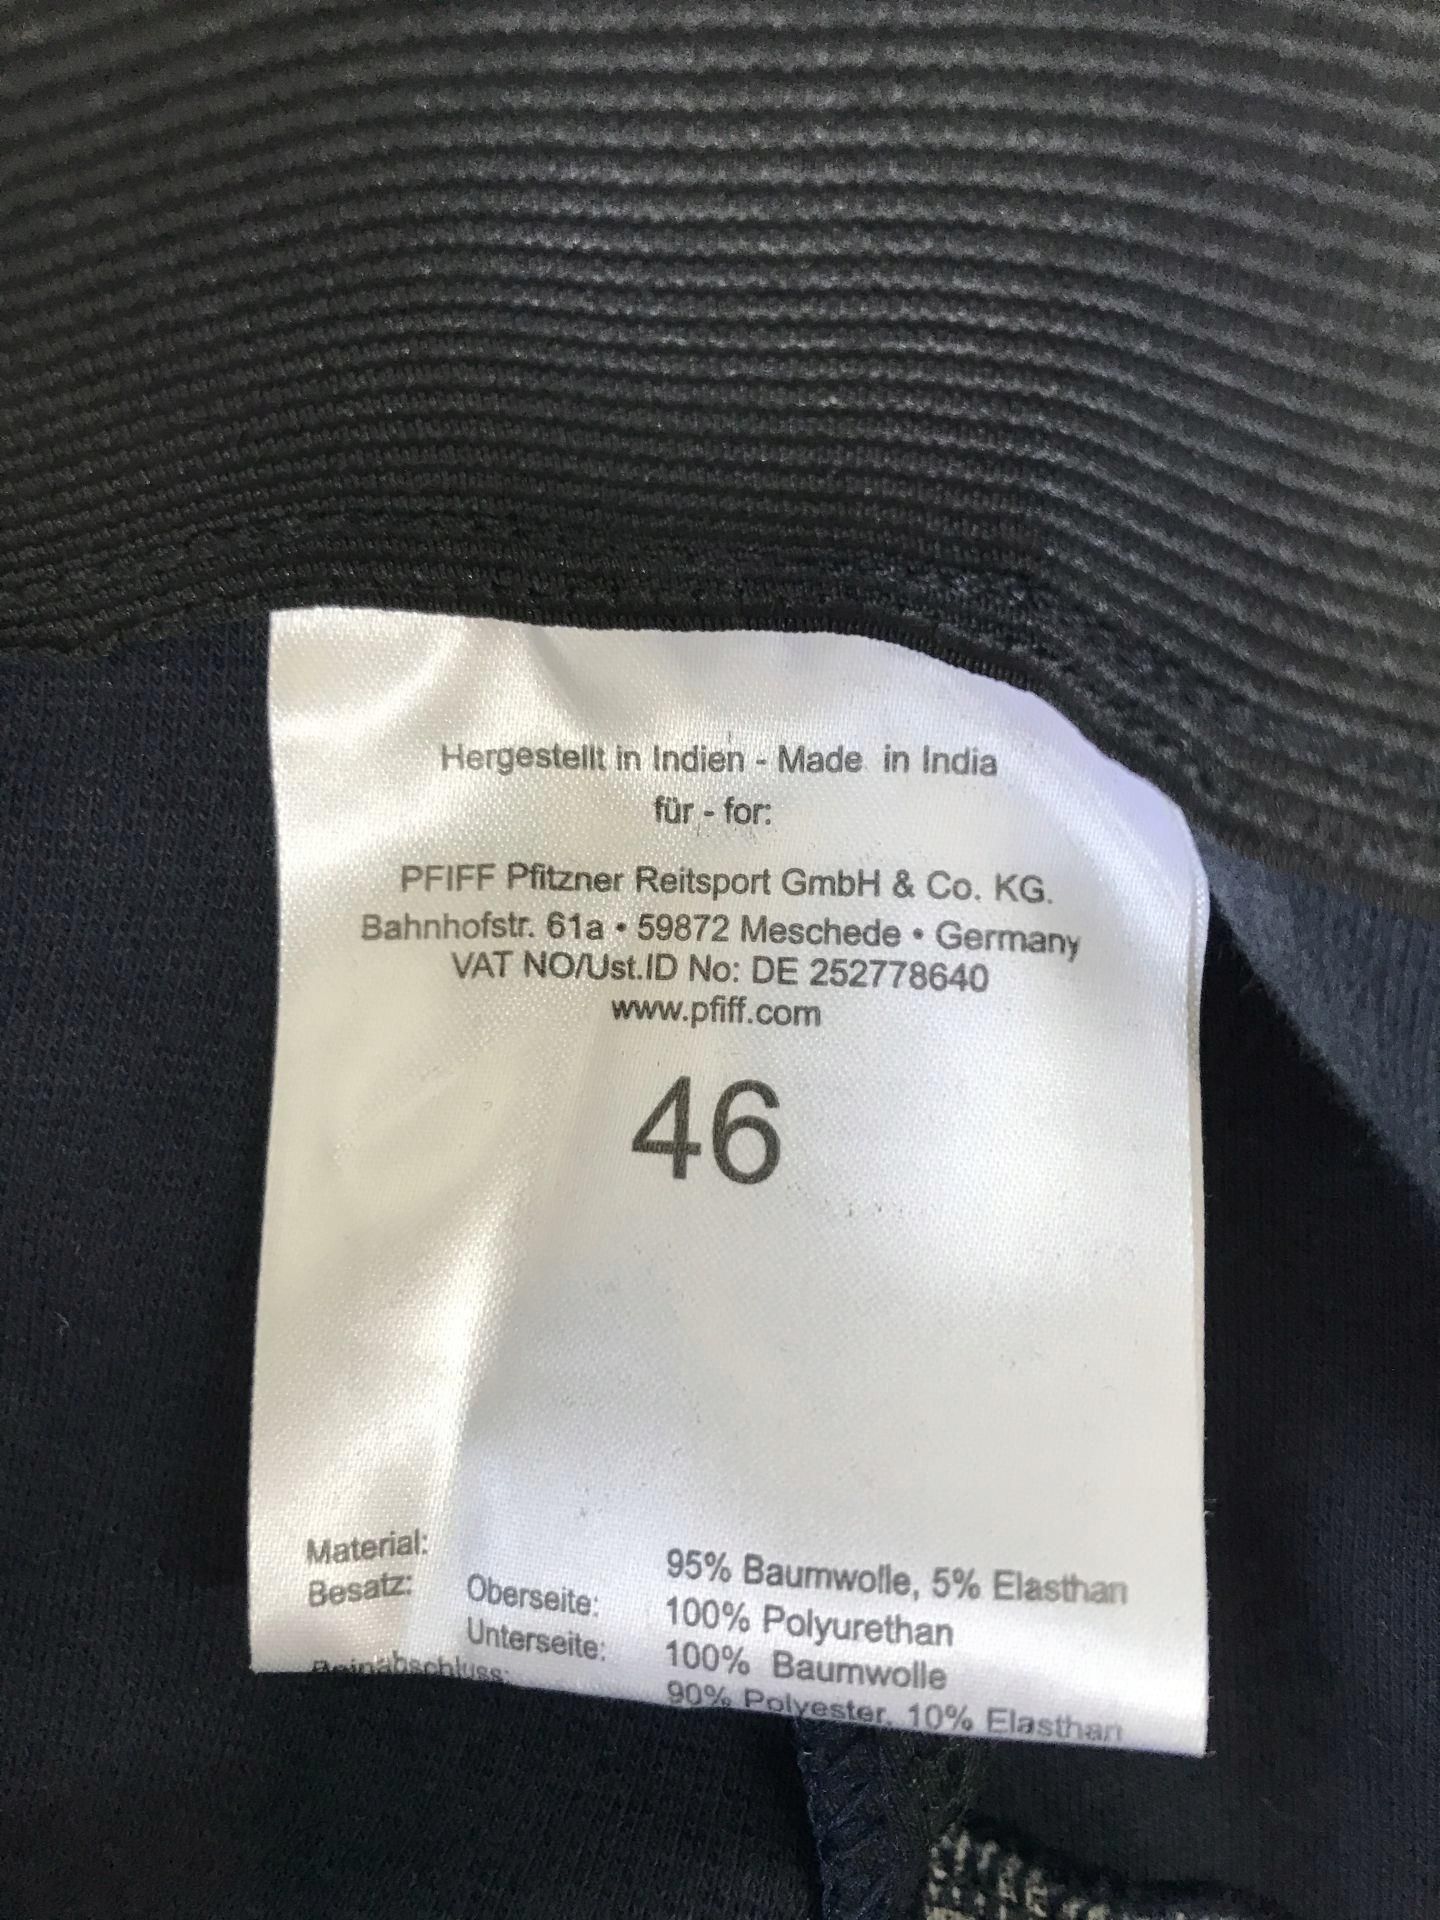 Hergestellt in Indien - Made in India
für - for:
PFIFF Pfitzner Reitsport GmbH & Co. KG.
Bahnhofstr. 61a • 59872 Meschede • Germany
VAT NO/Ust.ID No: DE 252778640
www.pfiff.com
46
Material: 95% Baumwolle, 5% Elasthan
Besatz: Oberseite: 100% Polyurethan
Unterseite: 100% Baumwolle
Beinabschluss: 90% Polyester, 10% Elasthan